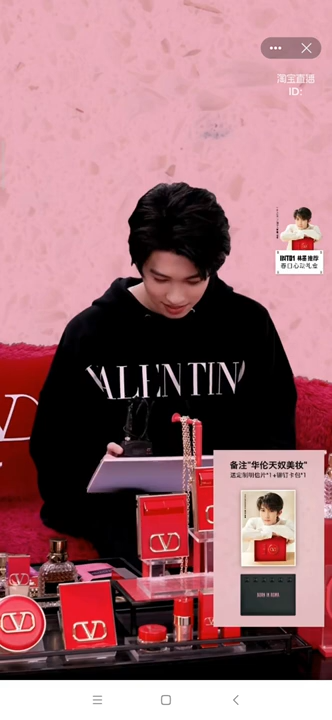 淘宝直播
ID:
INTO1 林墨 推荐
春日心动礼盒
VALENTINO
备注"华伦天奴美妆"
送定制明信片*1+铆钉卡包*1
BORN IN ROMA